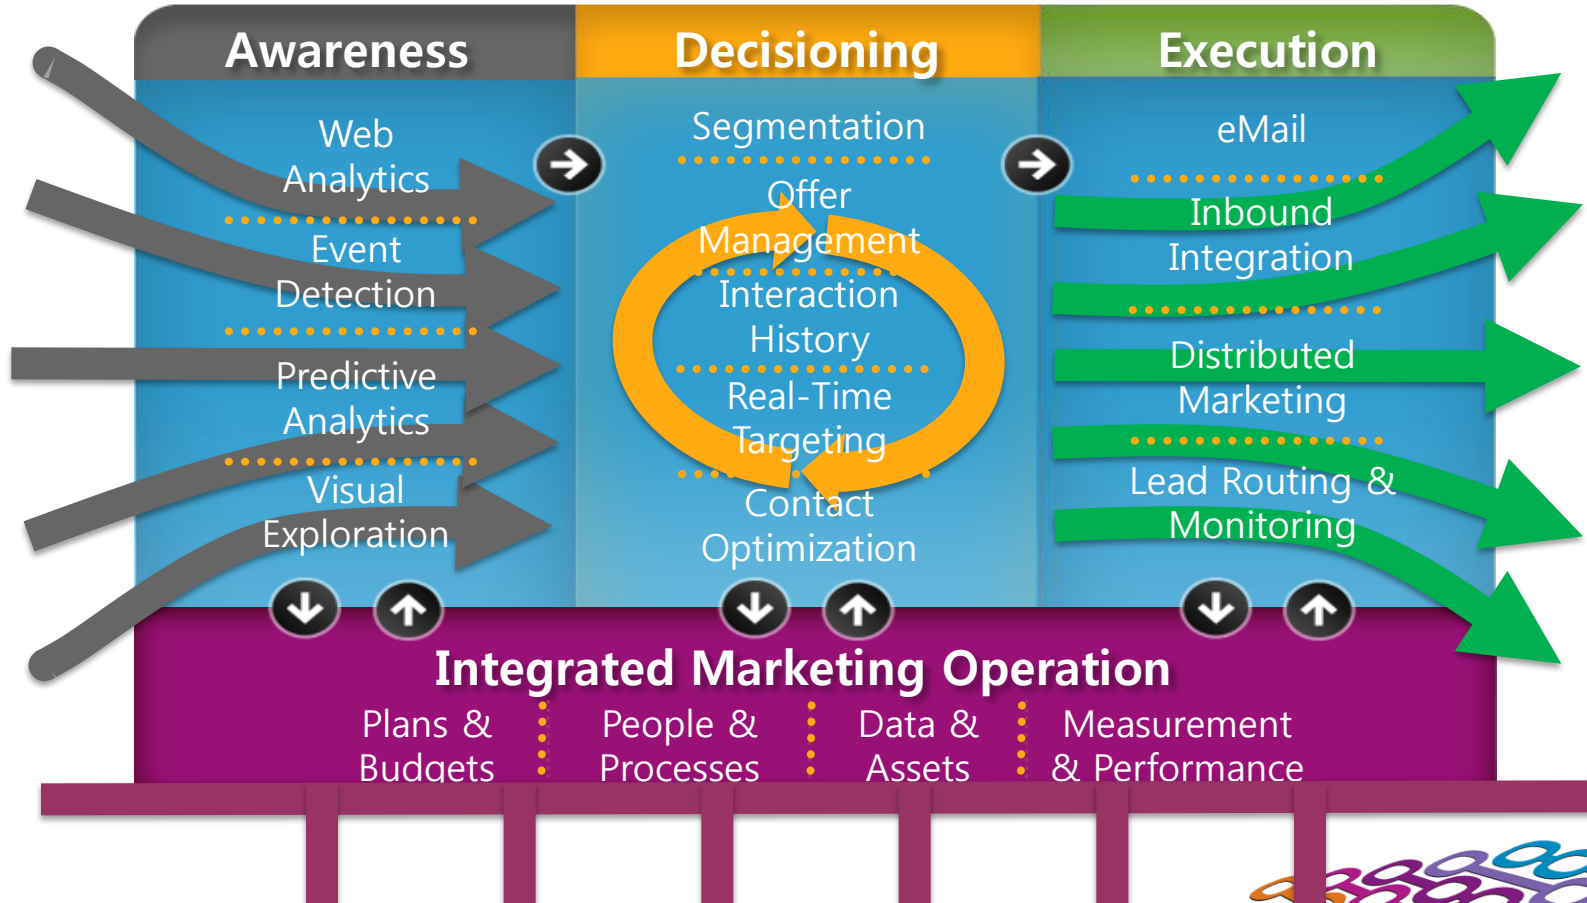 Awareness
Decisioning
Execution
Web
Analytics
Event
Detection
Predictive
Analytics
Visual
Exploration
Segmentation
Offer
Management
Interaction
History
Real-Time
Targeting
Contact
Optimization
eMail
Inbound
Integration
Distributed
Marketing
Lead Routing &
Monitoring
Integrated Marketing Operation
Plans &
Budgets
People &
Processes
Data &
Assets
Measurement
& Performance